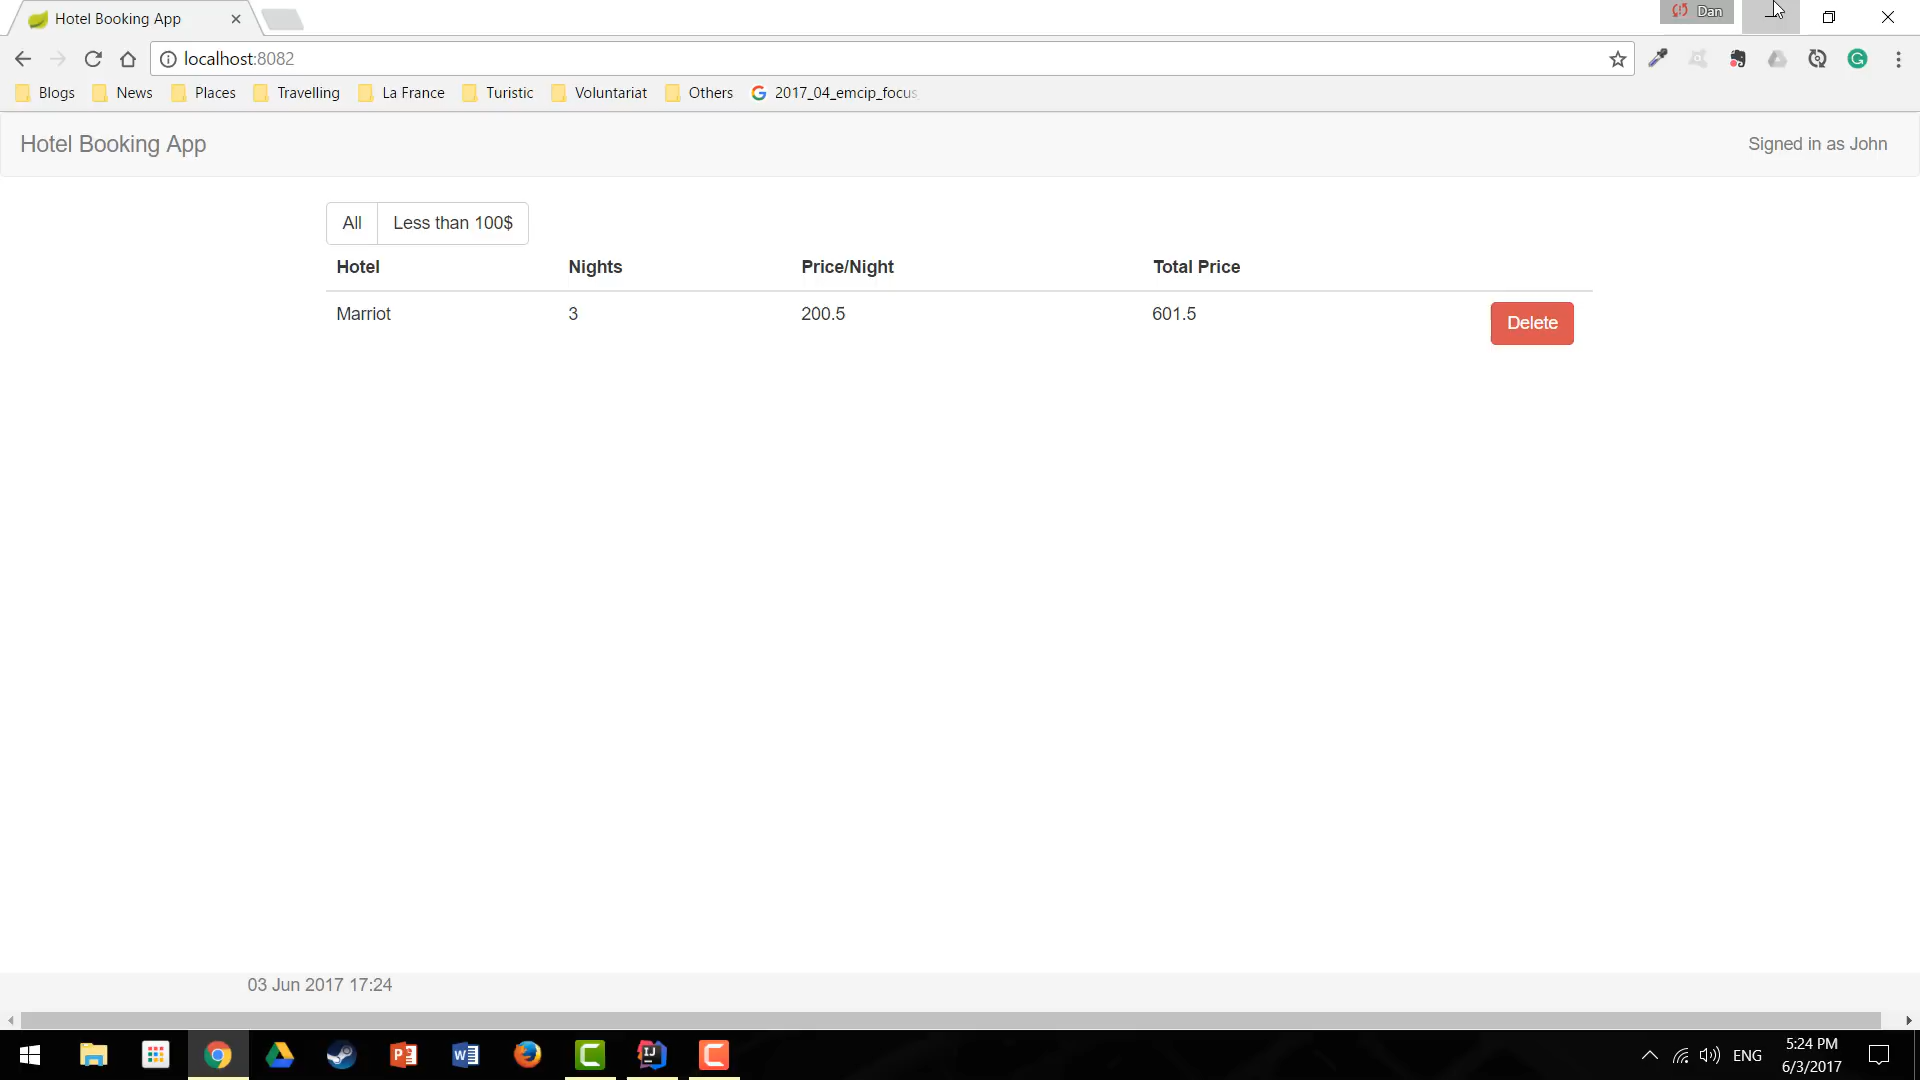 Hotel Booking App
Dan
localhost:8082
Blogs News Places Travelling La France Turistic Voluntariat Others 2017_04_emcip_focus
Hotel Booking App Signed in as John
All Less than 100$
Hotel Nights Price/Night Total Price
Marriot 3 200.5 601.5 Delete
03 Jun 2017 17:24
ENG
5:24 PM
6/3/2017